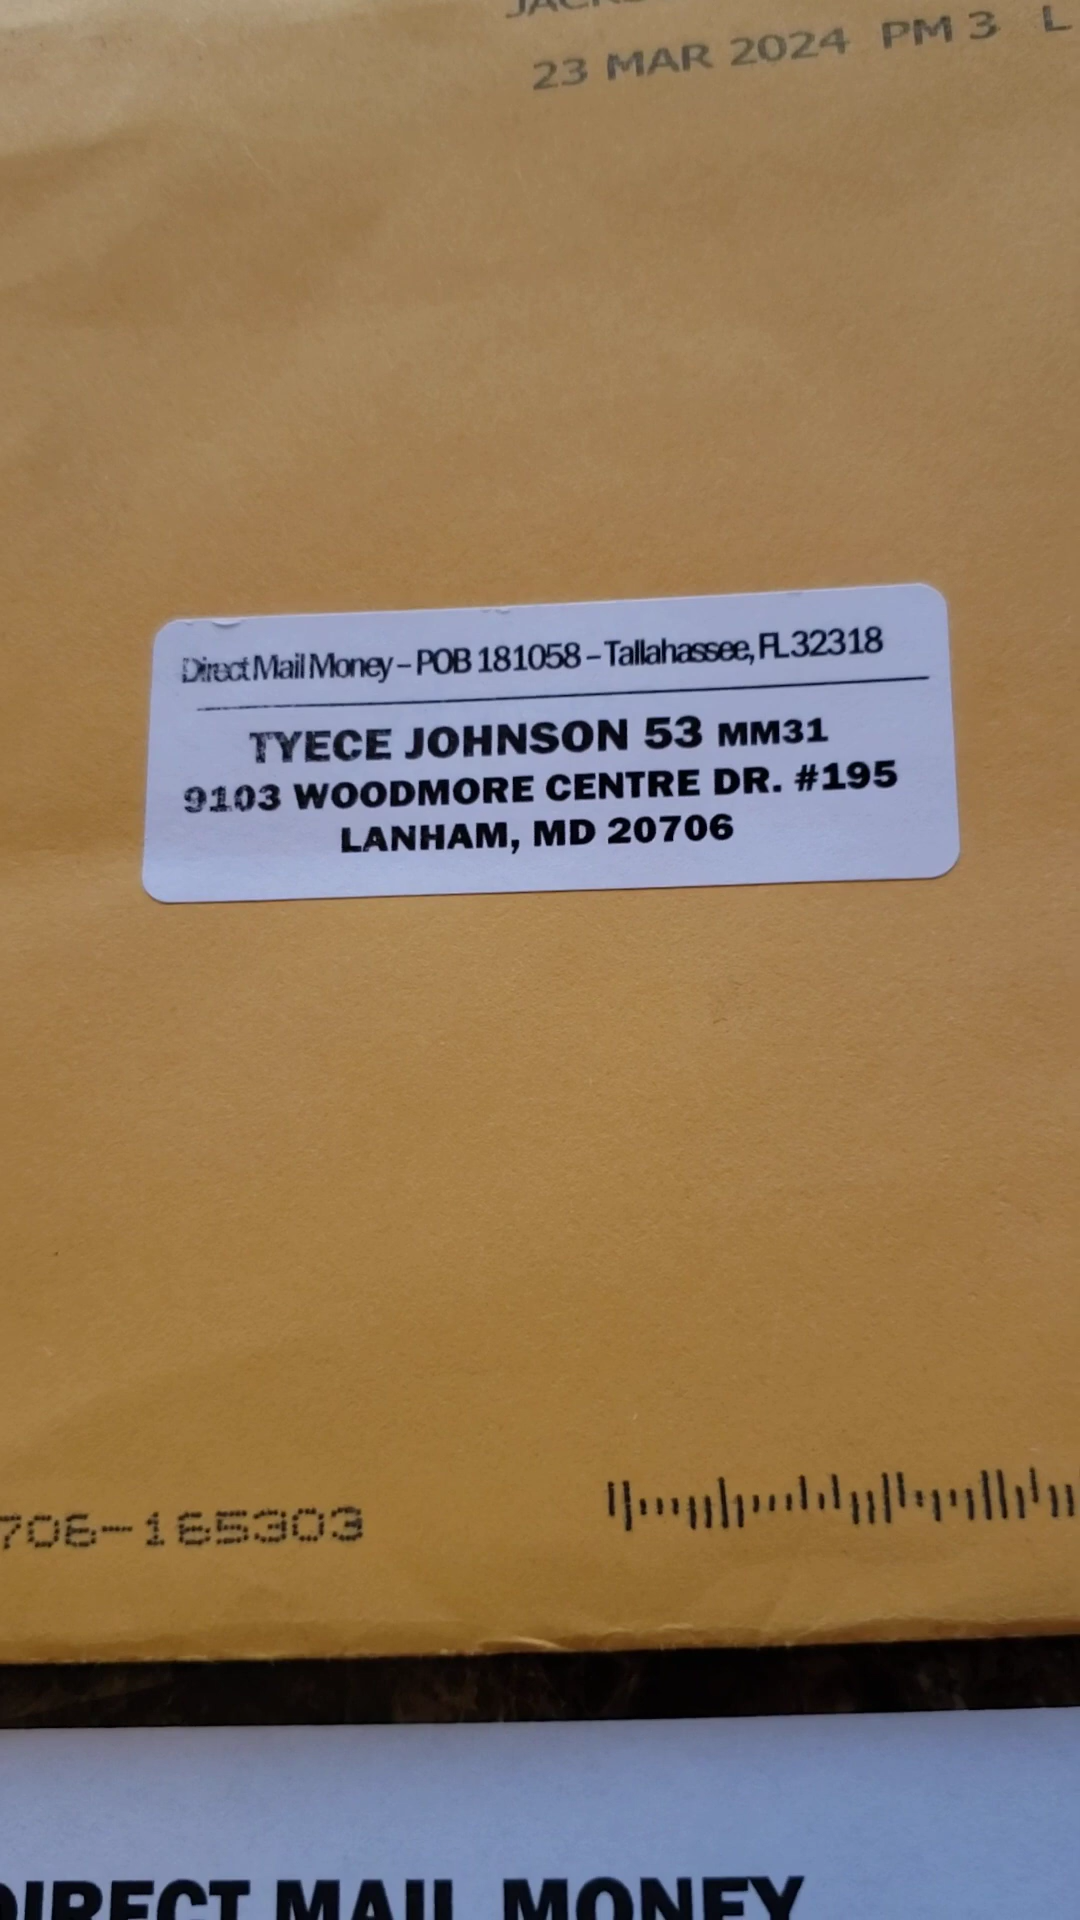 23 MAR 2024 PM 3 L
Direct Mail Money – POB 181058 – Tallahassee, FL 32318
TYECE JOHNSON 53 MM31
9103 WOODMORE CENTRE DR. #195
LANHAM, MD 20706
706-165303
DIRECT MAIL MONEY